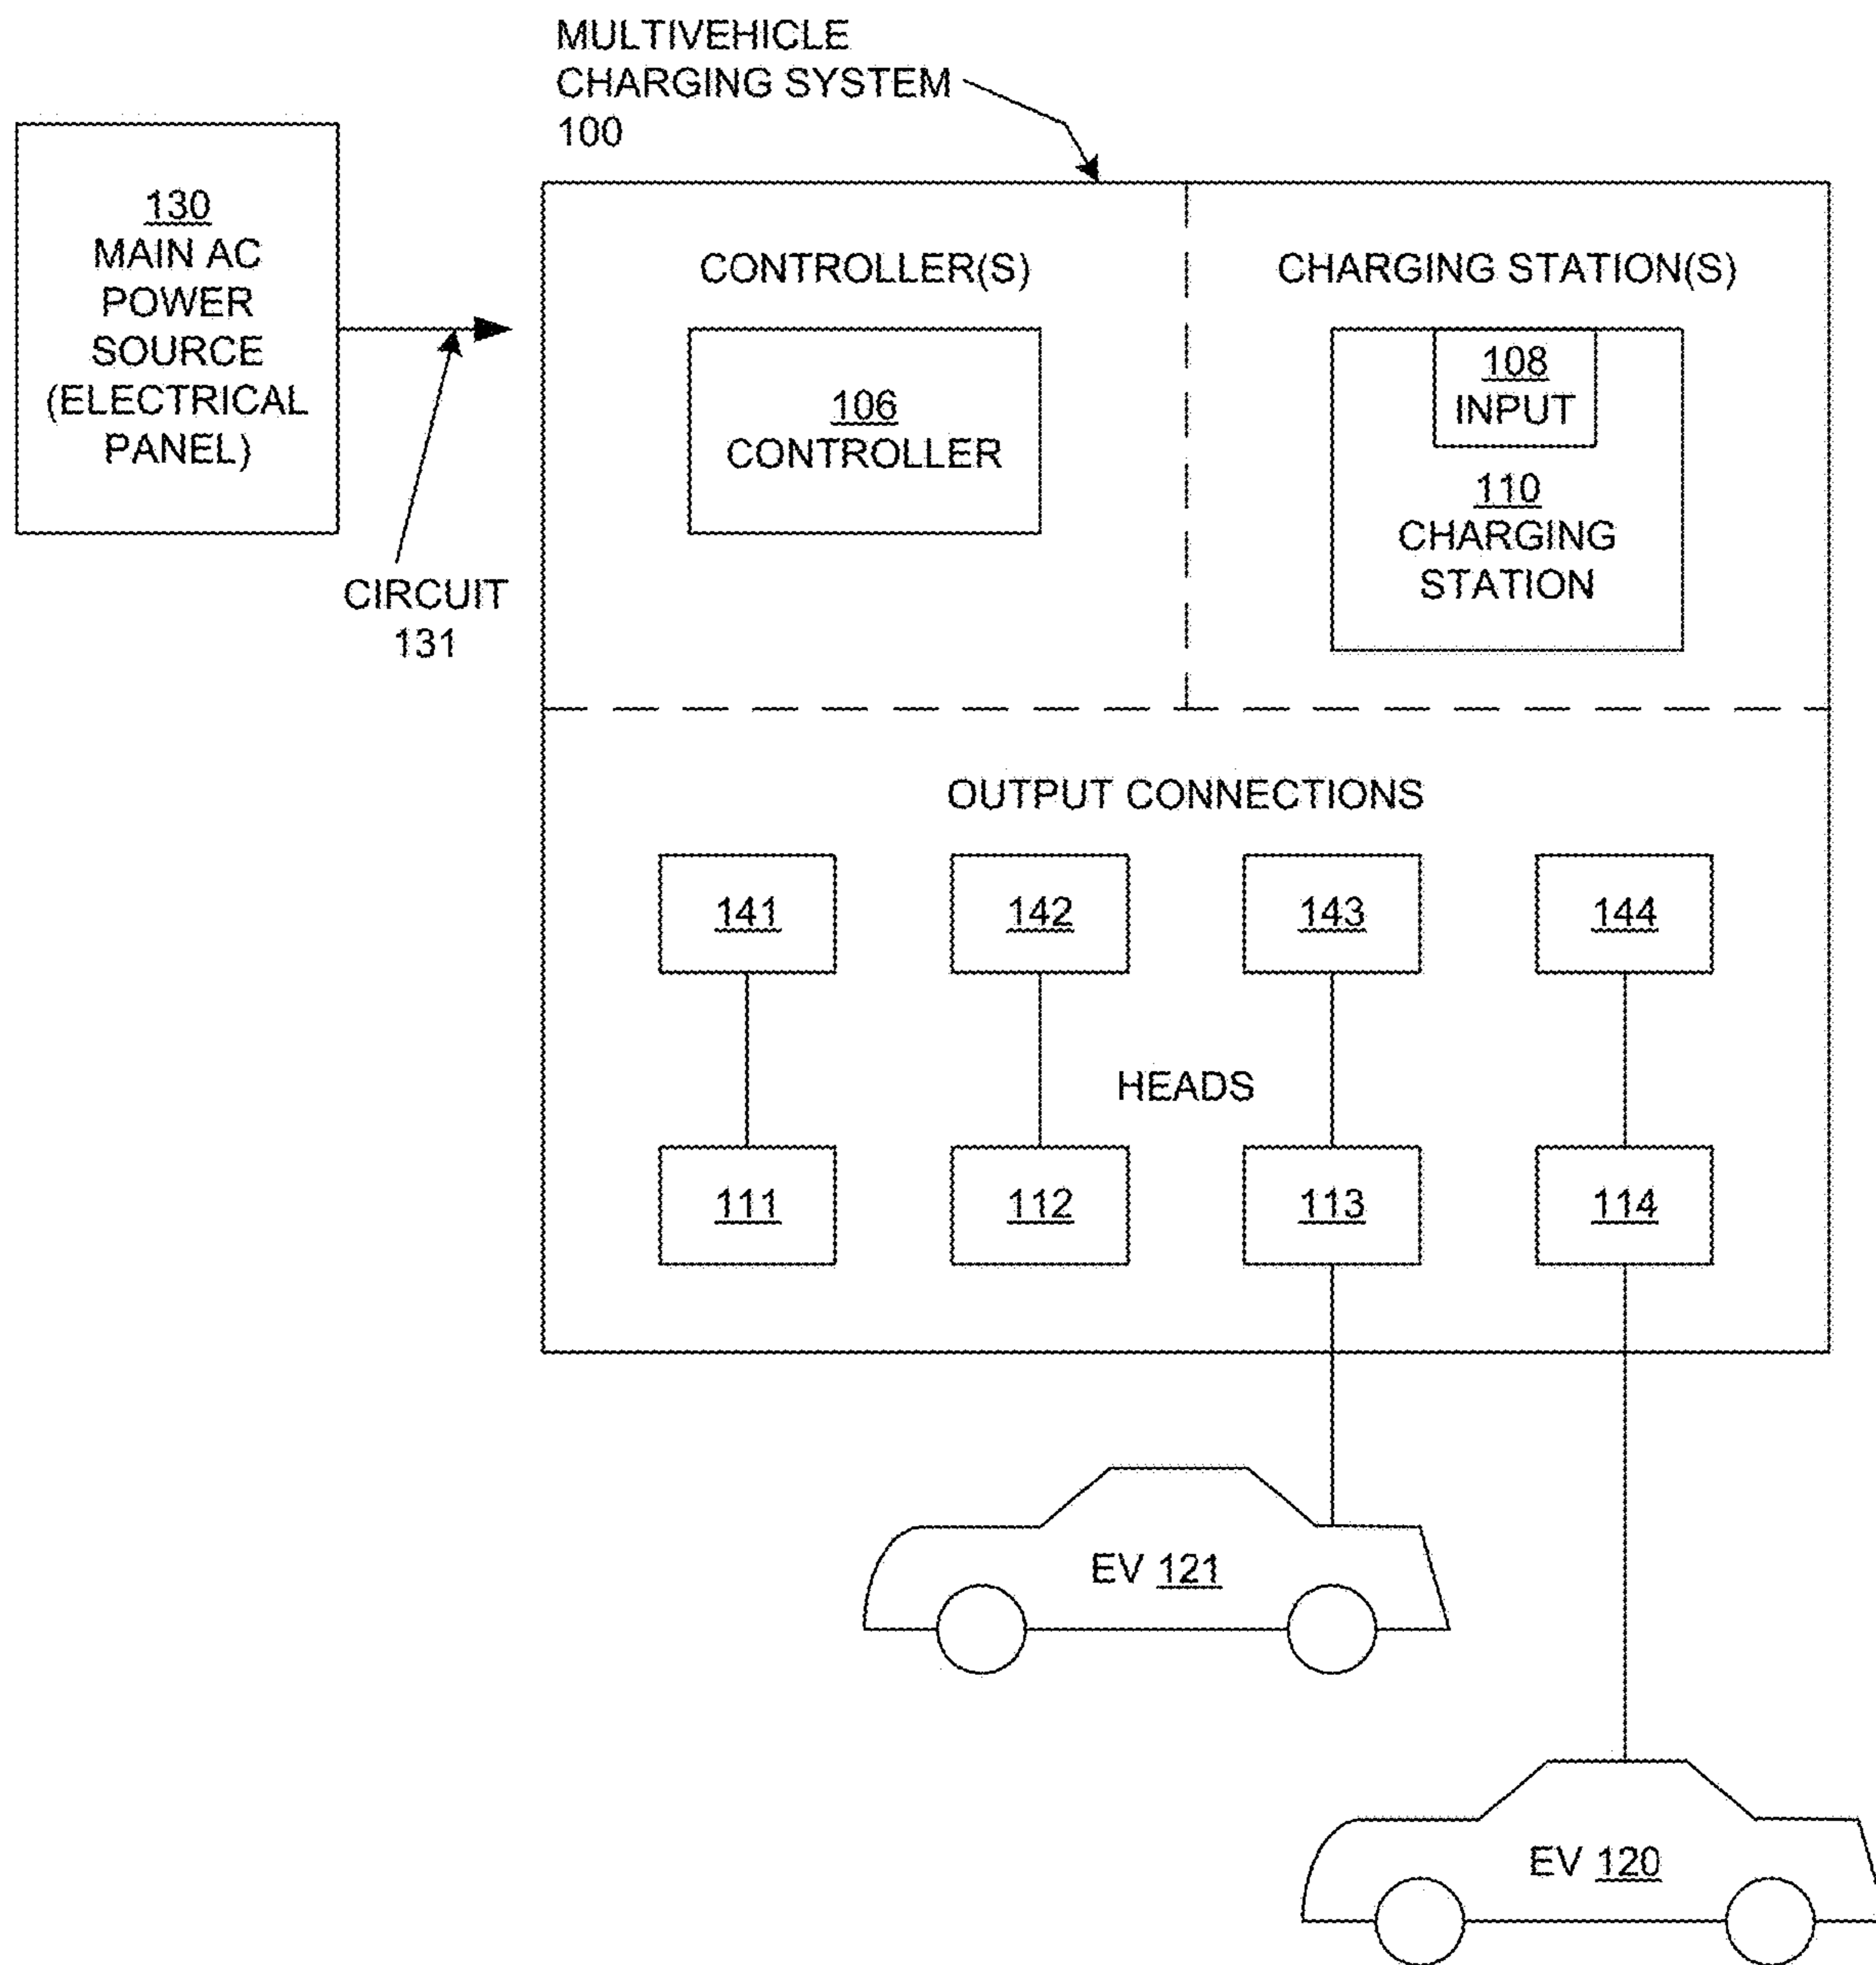 MULTIVEHICLE
CHARGING SYSTEM
100
130
MAIN AC
POWER
SOURCE
(ELECTRICAL
PANEL)
CIRCUIT
131
CONTROLLER(S)
106
CONTROLLER
CHARGING STATION(S)
108
INPUT
110
CHARGING
STATION
OUTPUT CONNECTIONS
141
142
143
144
HEADS
111
112
113
114
EV 121
EV 120